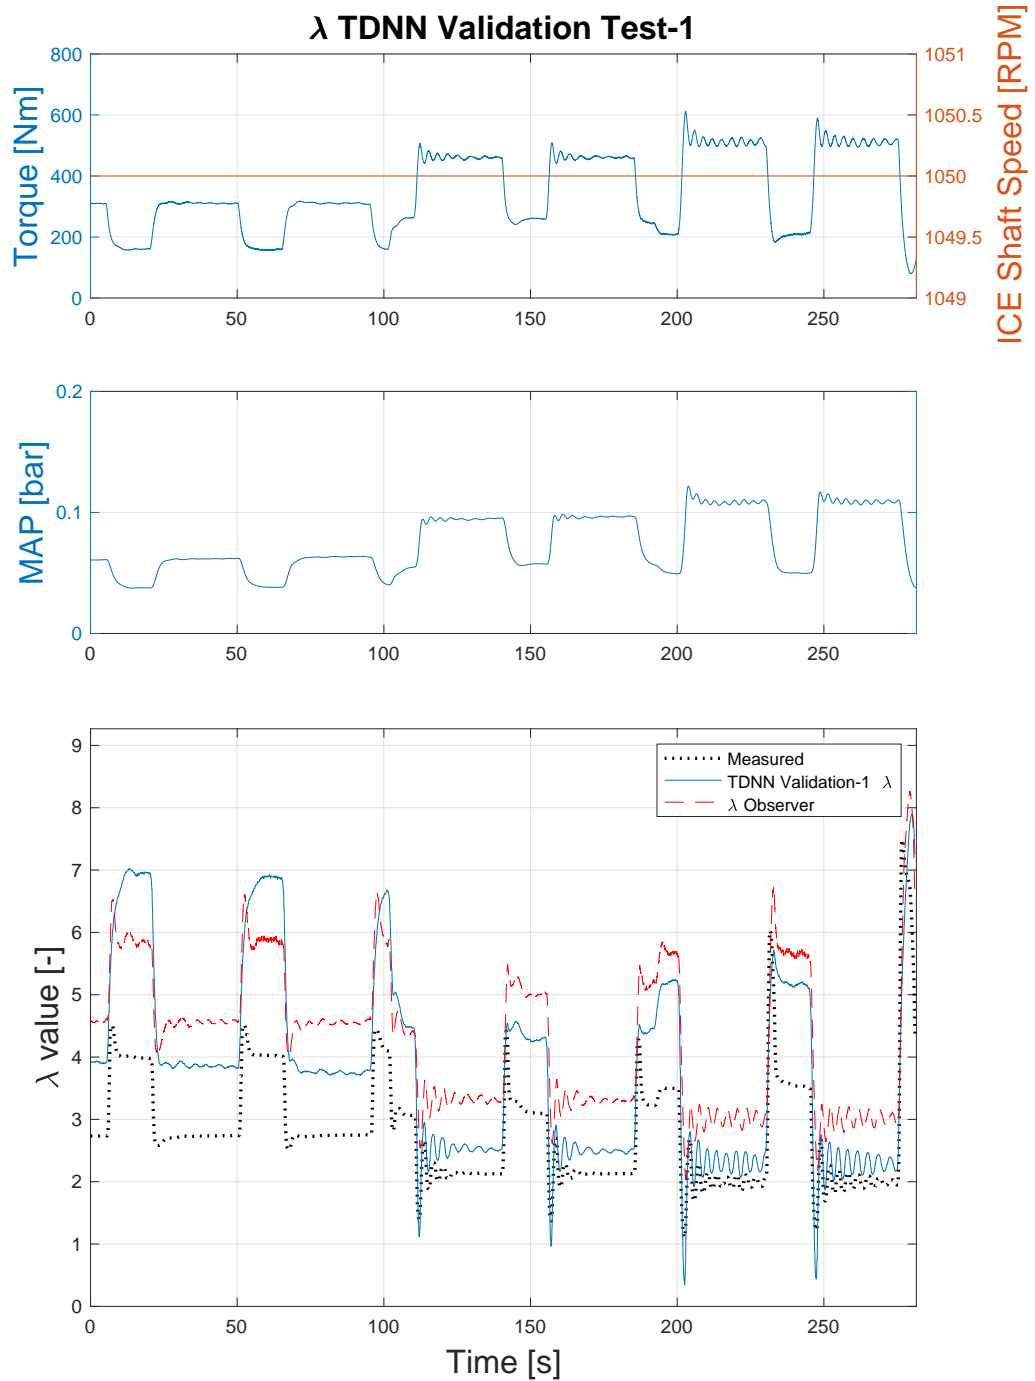 λ TDNN Validation Test-1
Torque [Nm]
800
600
400
200
0
ICE Shaft Speed [RPM]
1051
1050.5
1050
1049.5
1049
0 50 100 150 200 250
MAP [bar]
0.2
0.1
0
0 50 100 150 200 250
λ value [-]
9
8
7
6
5
4
3
2
1
0
Measured
TDNN Validation-1 λ
λ Observer
0 50 100 150 200 250
Time [s]